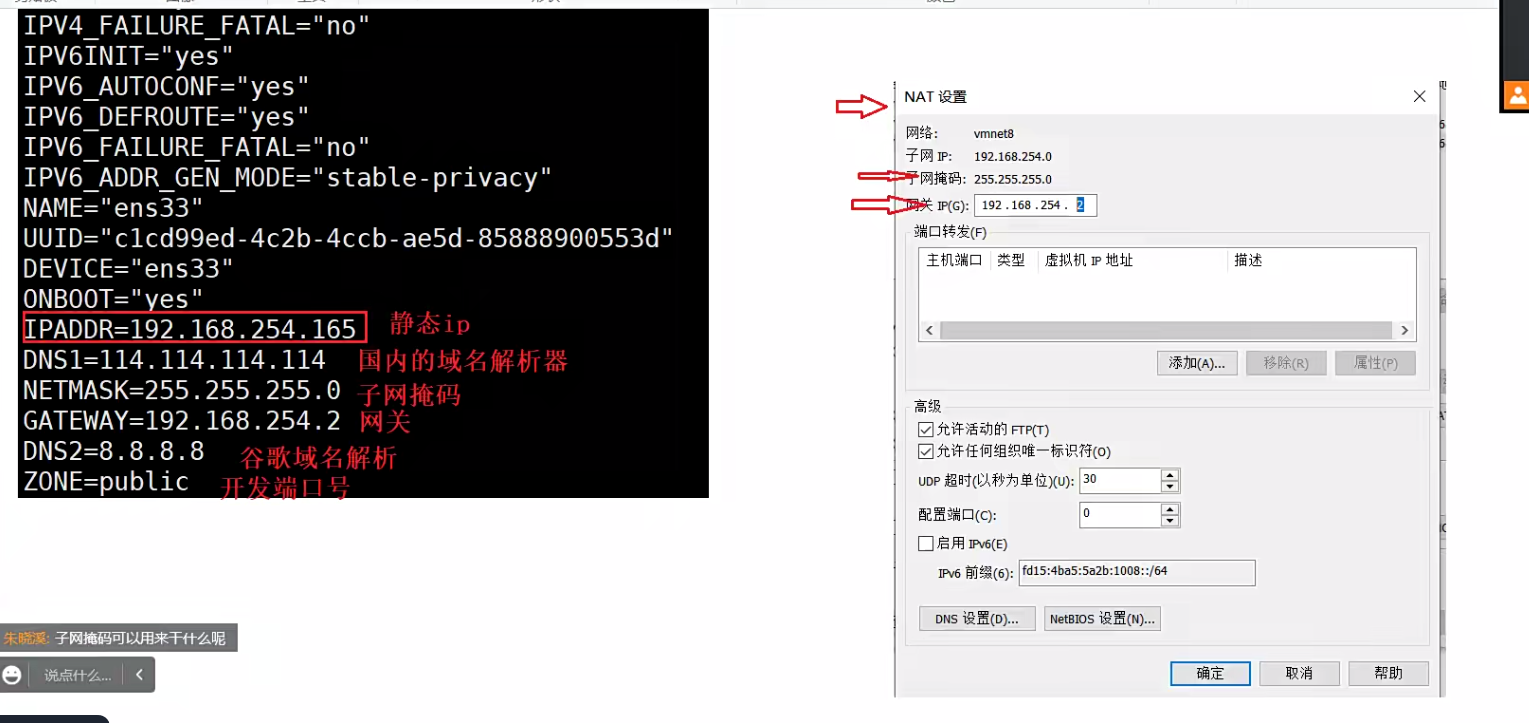 IPV4_FAILURE_FATAL="no"
IPV6INIT="yes"
IPV6_AUTOCONF="yes"
IPV6_DEFROUTE="yes"
IPV6_FAILURE_FATAL="no"
IPV6_ADDR_GEN_MODE="stable-privacy"
NAME="ens33"
UUID="c1cd99ed-4c2b-4ccb-ae5d-85888900553d"
DEVICE="ens33"
ONBOOT="yes"
IPADDR=192.168.254.165 静态ip
DNS1=114.114.114.114 国内的域名解析器
NETMASK=255.255.255.0 子网掩码
GATEWAY=192.168.254.2 网关
DNS2=8.8.8.8 谷歌域名解析
ZONE=public 开发端口号
朱晓溪: 子网掩码可以用来干什么呢
说点什么...
NAT 设置
网络: vmnet8
子网 IP: 192.168.254.0
子网掩码: 255.255.255.0
网关 IP(G): 192 . 168 . 254 . 2
端口转发(F)
主机端口 类型 虚拟机 IP 地址 描述
添加(A)... 移除(R) 属性(P)
高级
允许活动的 FTP(T)
允许任何组织唯一标识符(O)
UDP 超时(以秒为单位)(U): 30
配置端口(C): 0
启用 IPv6(E)
IPv6 前缀(6): fd15:4ba5:5a2b:1008::/64
DNS 设置(D)... NetBIOS 设置(N)...
确定 取消 帮助